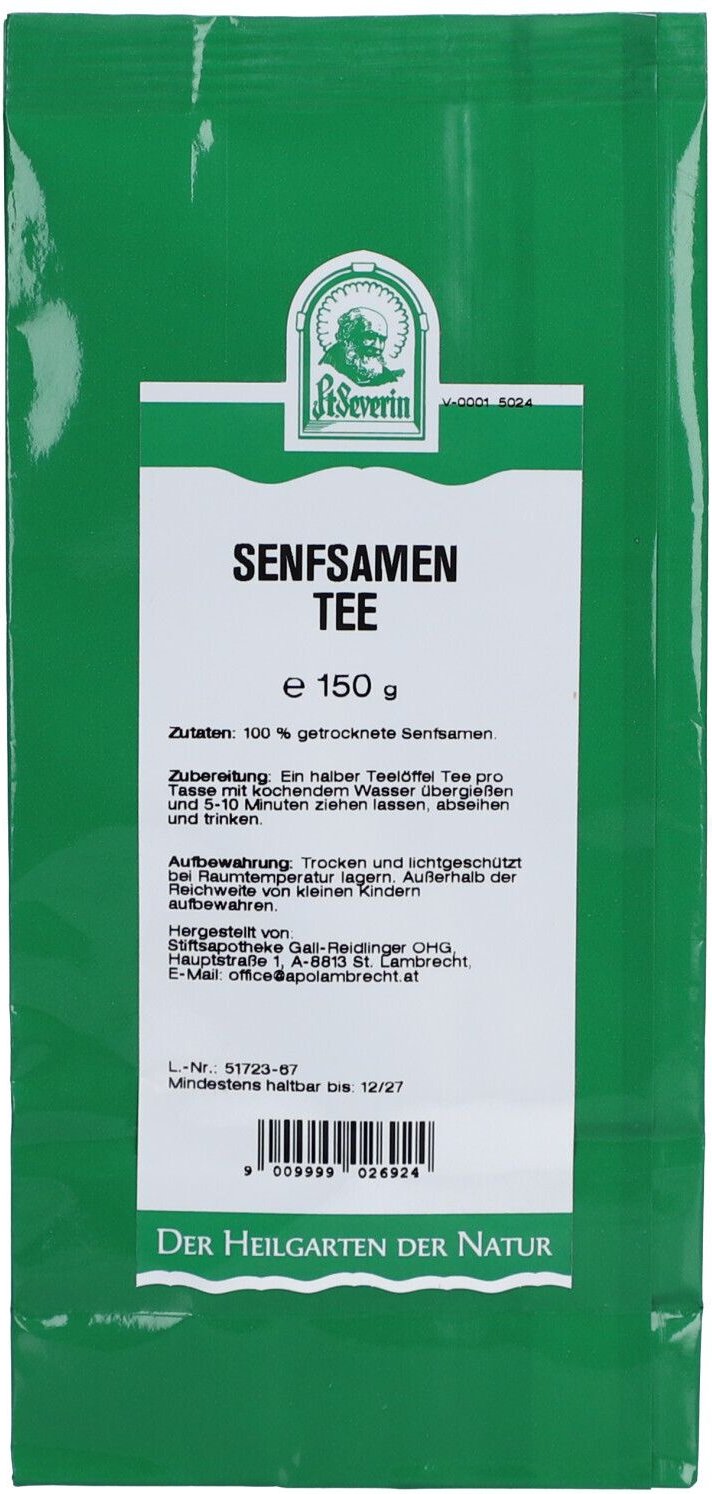 St. Severin
V-0001 5024
SENFSAMEN
TEE
℮ 150 g
Zutaten: 100 % getrocknete Senfsamen.
Zubereitung: Ein halber Teelöffel Tee pro
Tasse mit kochendem Wasser übergießen
und 5-10 Minuten ziehen lassen, abseihen
und trinken.
Aufbewahrung: Trocken und lichtgeschützt
bei Raumtemperatur lagern. Außerhalb der
Reichweite von kleinen Kindern
aufbewahren.
Hergestellt von:
Stiftsapotheke Gall-Reidlinger OHG,
Hauptstraße 1, A-8813 St. Lambrecht,
E-Mail: office@apolambrecht.at
L.-Nr.: 51723-67
Mindestens haltbar bis: 12/27
9 009999 026924
DER HEILGARTEN DER NATUR